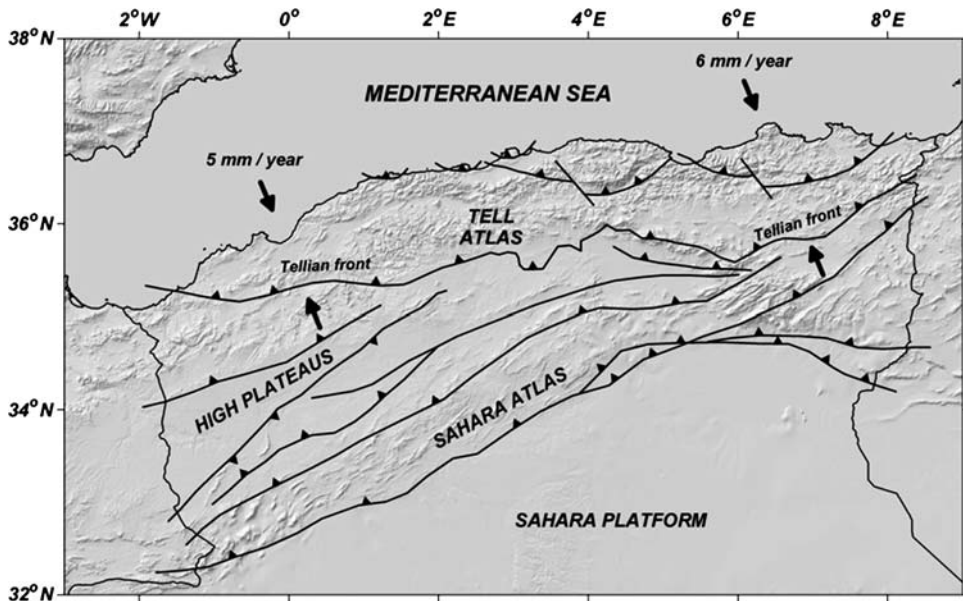 2°W 0° 2°E 4°E 6°E 8°E
38°N
6 mm / year
MEDITERRANEAN SEA
5 mm / year
36°N
TELL
ATLAS
Tellian front
Tellian front
HIGH PLATEAUS
SAHARA ATLAS
34°N
SAHARA PLATFORM
32°N